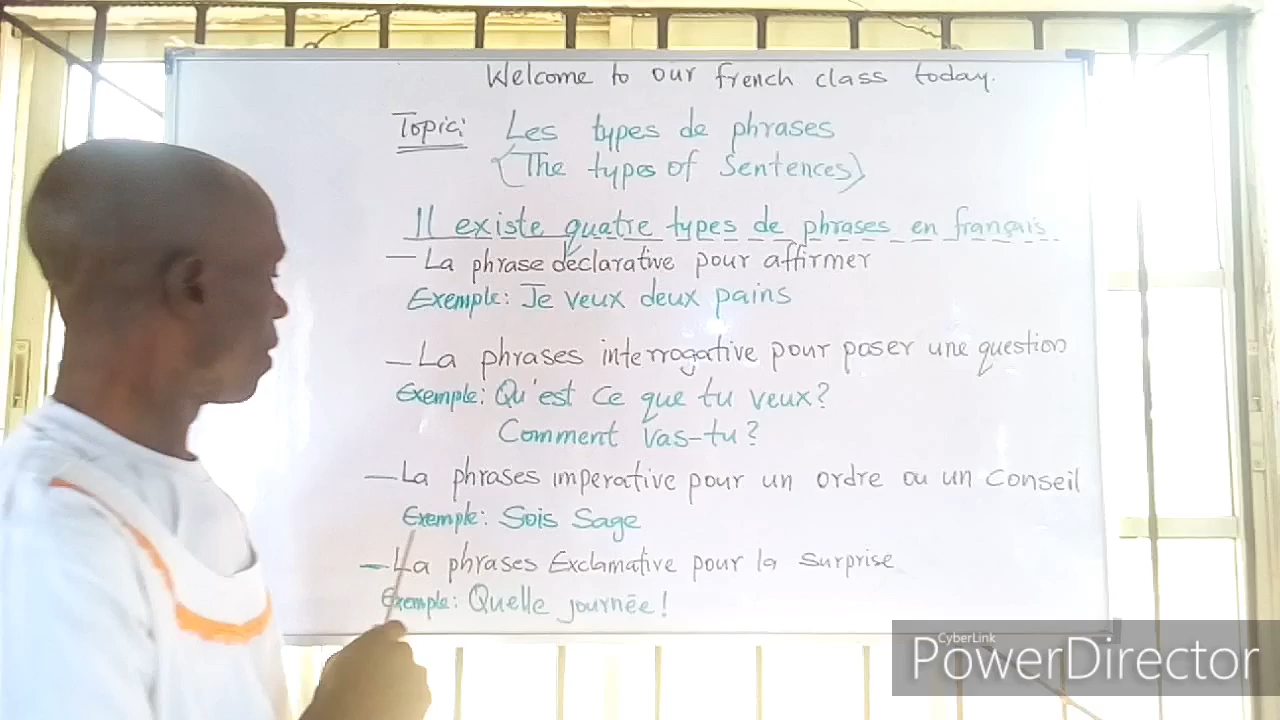 Welcome to our french class today.
Topic: Les types de phrases
(The types of Sentences)
Il existe quatre types de phrases en français
— La phrase déclarative pour affirmer
Exemple: Je veux deux pains
— La phrases interrogative pour poser une question
Exemple: Qu'est ce que tu veux?
Comment vas-tu?
— La phrases imperative pour un ordre ou un Conseil
Exemple: Sois Sage
— La phrases Exclamative pour la surprise
Exemple: Quelle journée!
CyberLink
PowerDirector